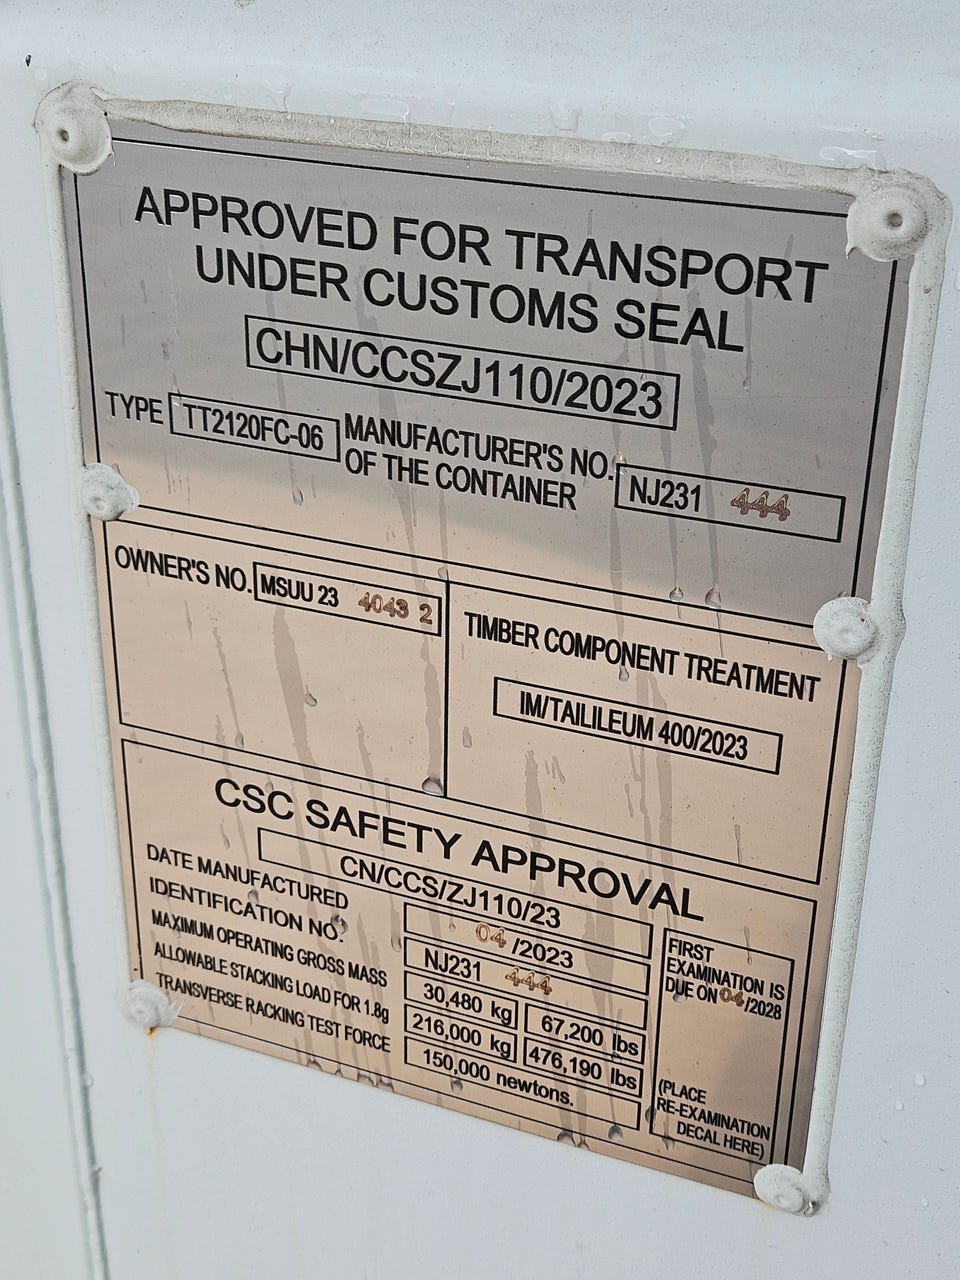 APPROVED FOR TRANSPORT
UNDER CUSTOMS SEAL
CHN/CCSZJ110/2023
TYPE TT2120FC-06 MANUFACTURER'S NO.
OF THE CONTAINER NJ231 444
OWNER'S NO. MSUU 23 4043 2
TIMBER COMPONENT TREATMENT
IM/TAILILEUM 400/2023
CSC SAFETY APPROVAL
CN/CCS/ZJ110/23
DATE MANUFACTURED 04 /2023
IDENTIFICATION NO. NJ231 444
MAXIMUM OPERATING GROSS MASS 30,480 kg 67,200 lbs
ALLOWABLE STACKING LOAD FOR 1.8g 216,000 kg 476,190 lbs
TRANSVERSE RACKING TEST FORCE 150,000 newtons.
FIRST
EXAMINATION IS
DUE ON 04/2028
(PLACE
RE-EXAMINATION
DECAL HERE)